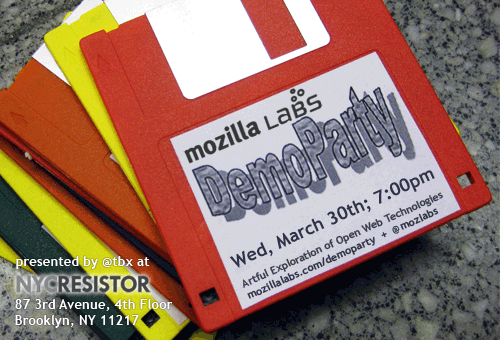 mozilla LABS
DemoParty
Wed, March 30th; 7:00pm
Artful Exploration of Open Web Technologies
mozillalabs.com/demoparty + @mozlabs
presented by @tbx at
NYCRESISTOR
87 3rd Avenue, 4th Floor
Brooklyn, NY 11217